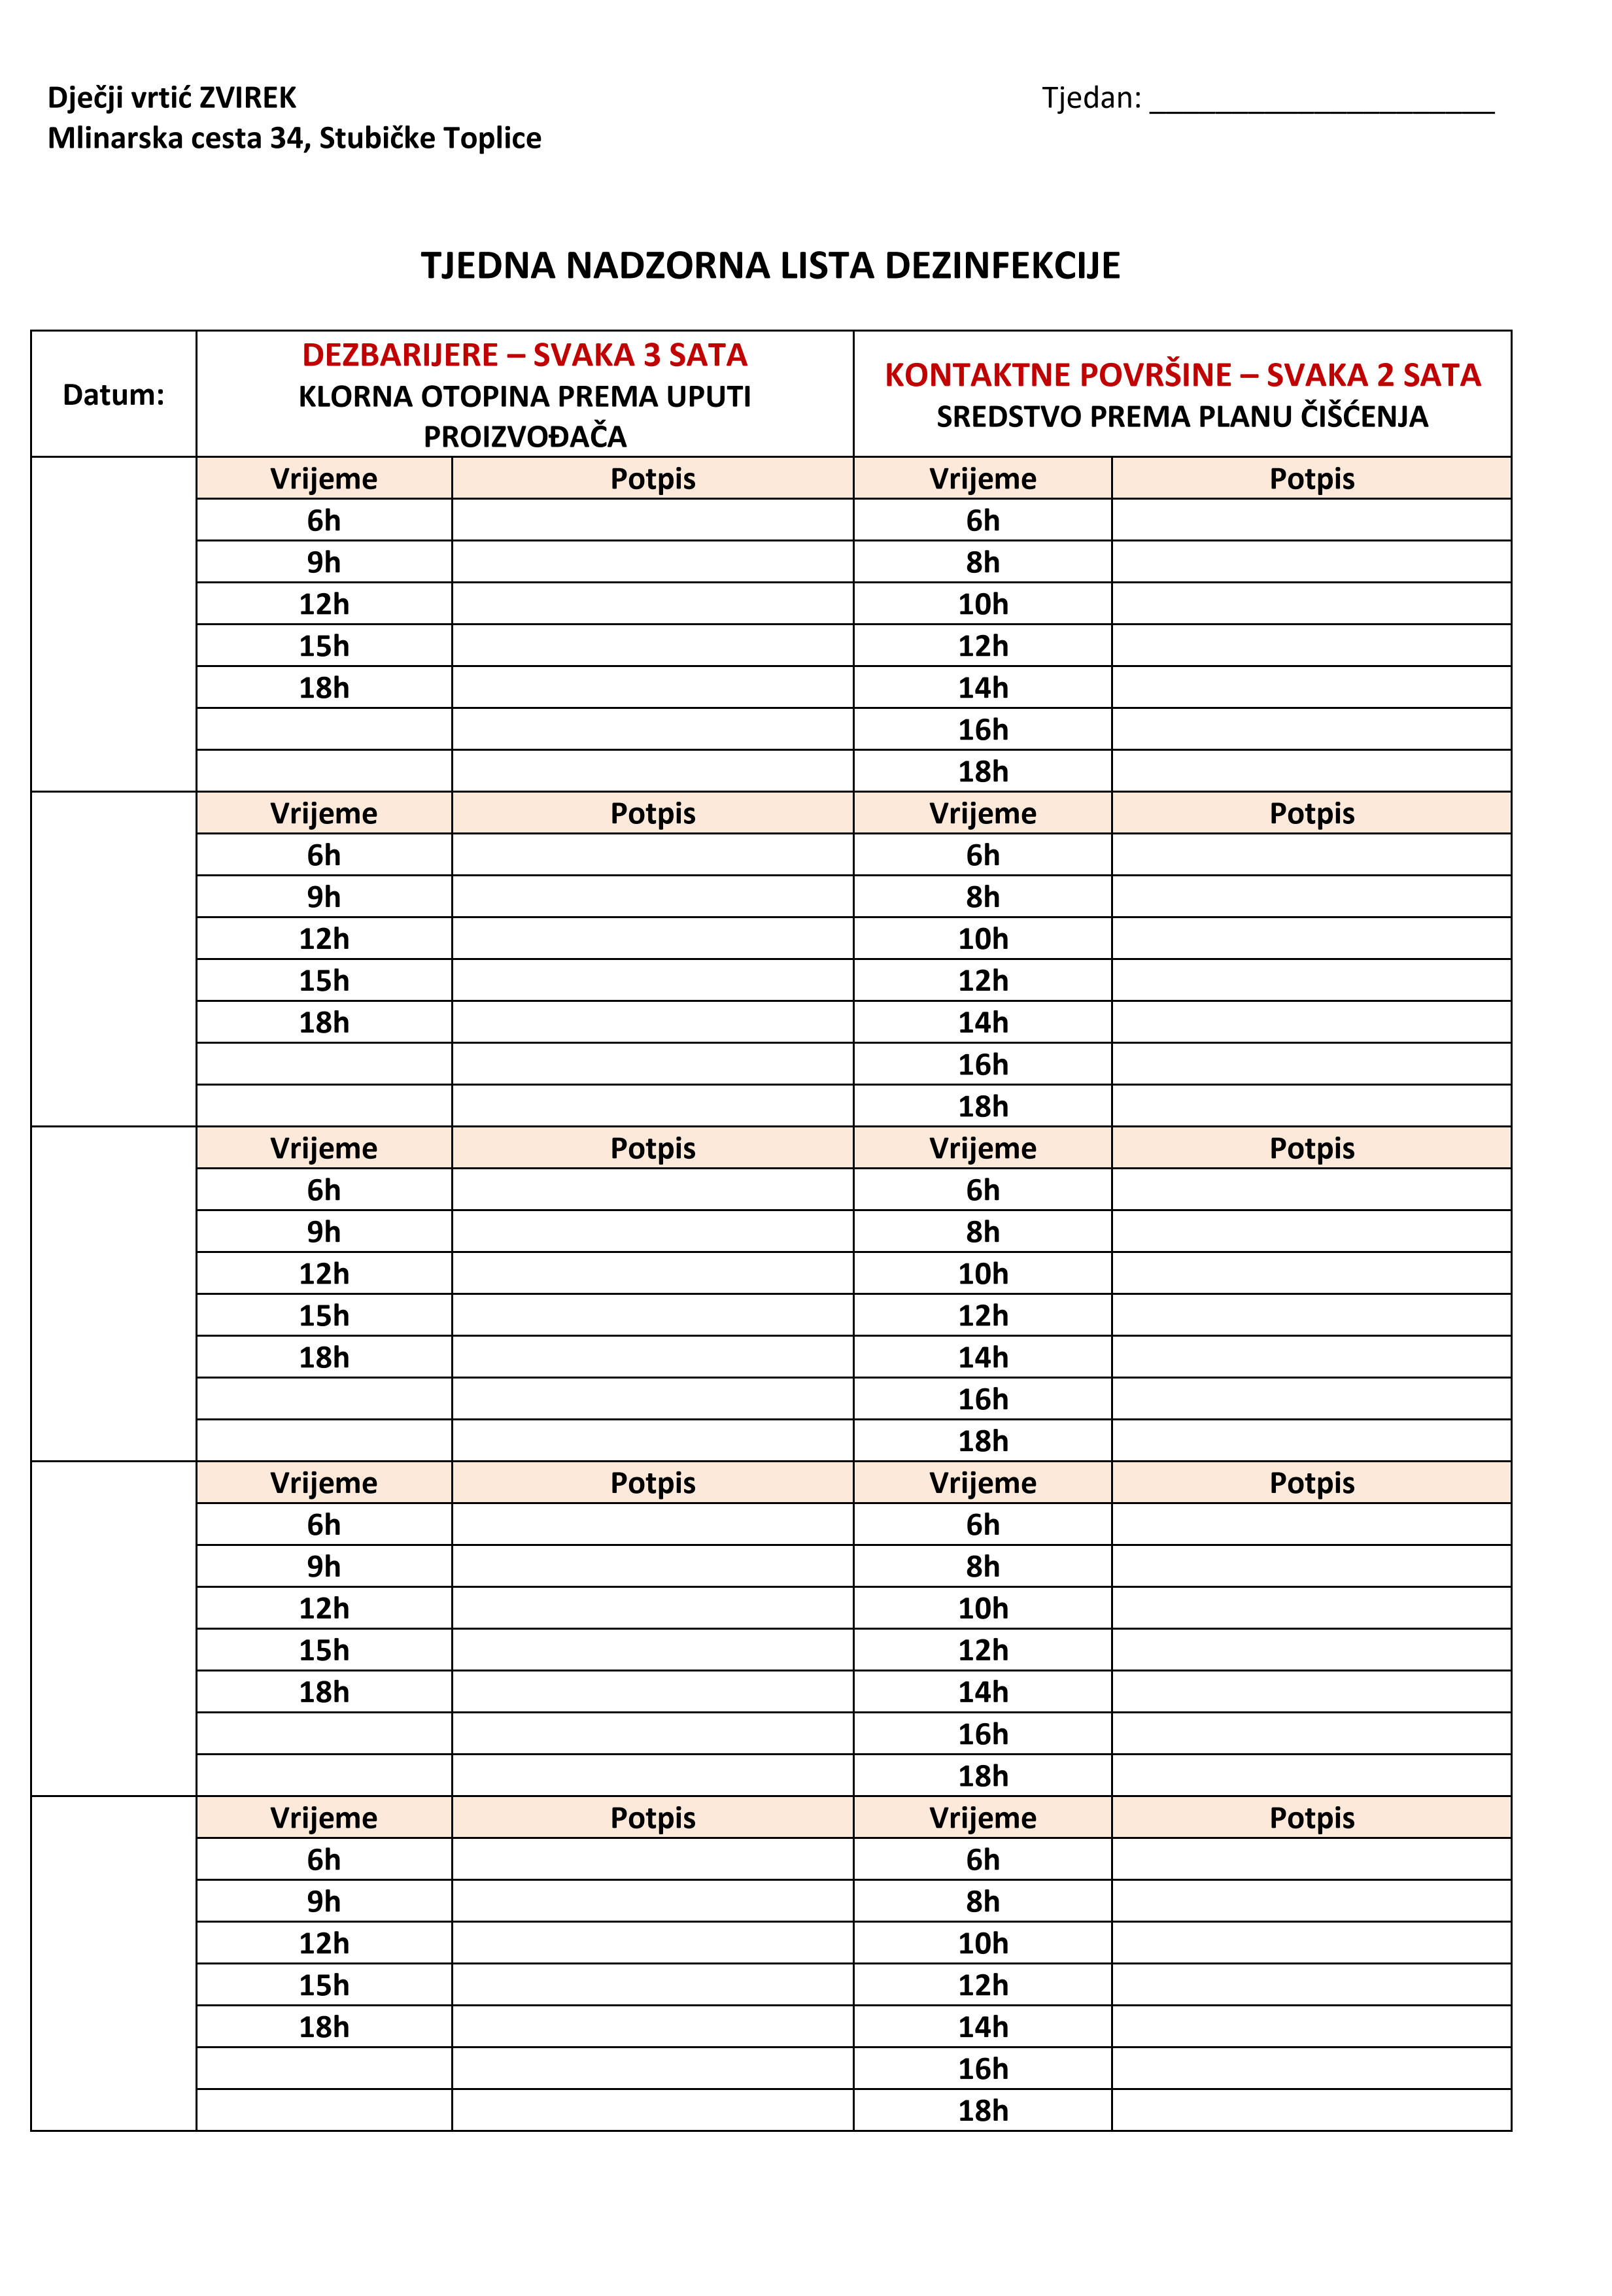 Dječji vrtić ZVIREK
Tjedan: _____________________
Mlinarska cesta 34, Stubičke Toplice
TJEDNA NADZORNA LISTA DEZINFEKCIJE
Datum:
DEZBARIJERE – SVAKA 3 SATA
KLORNA OTOPINA PREMA UPUTI
PROIZVOĐAČA
KONTAKTNE POVRŠINE – SVAKA 2 SATA
SREDSTVO PREMA PLANU ČIŠĆENJA
Vrijeme Potpis Vrijeme Potpis
6h 6h
9h 8h
12h 10h
15h 12h
18h 14h
16h
18h
Vrijeme Potpis Vrijeme Potpis
6h 6h
9h 8h
12h 10h
15h 12h
18h 14h
16h
18h
Vrijeme Potpis Vrijeme Potpis
6h 6h
9h 8h
12h 10h
15h 12h
18h 14h
16h
18h
Vrijeme Potpis Vrijeme Potpis
6h 6h
9h 8h
12h 10h
15h 12h
18h 14h
16h
18h
Vrijeme Potpis Vrijeme Potpis
6h 6h
9h 8h
12h 10h
15h 12h
18h 14h
16h
18h